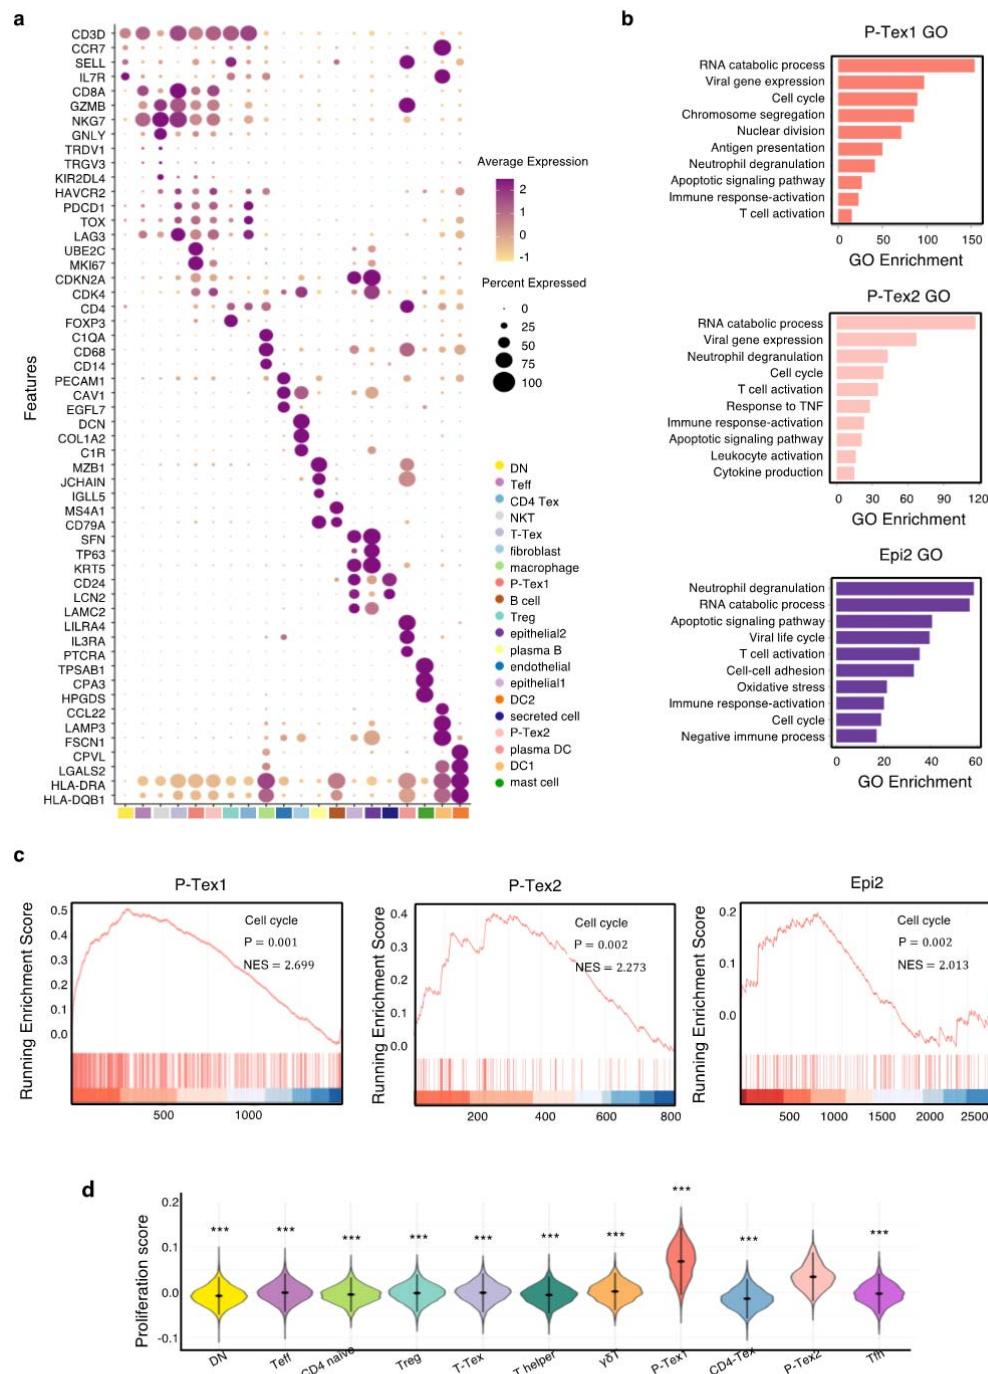 a
CD3D
CCR7
SELL
IL7R
CD8A
GZMB
NKG7
GNLY
TRDV1
TRGV3
KIR2DL4
HAVCR2
PDCD1
TOX
LAG3
UBE2C
MKI67
CDKN2A
CDK4
CD4
FOXP3
C1QA
CD68
CD14
PECAM1
CAV1
EGFL7
DCN
COL1A2
C1R
MZB1
JCHAIN
IGLL5
MS4A1
CD79A
SFN
TP63
KRT5
CD24
LCN2
LAMC2
LILRA4
IL3RA
PTCRA
TPSAB1
CPA3
HPGDS
CCL22
LAMP3
FSCN1
CPVL
LGALS2
HLA-DRA
HLA-DQB1
Features
Average Expression
2
1
0
-1
Percent Expressed
0
25
50
75
100
DN
Teff
CD4 Tex
NKT
T-Tex
fibroblast
macrophage
P-Tex1
B cell
Treg
epithelial2
plasma B
endothelial
epithelial1
DC2
secreted cell
P-Tex2
plasma DC
DC1
mast cell
b
P-Tex1 GO
RNA catabolic process
Viral gene expression
Cell cycle
Chromosome segregation
Nuclear division
Antigen presentation
Neutrophil degranulation
Apoptotic signaling pathway
Immune response-activation
T cell activation
0 50 100 150
GO Enrichment
P-Tex2 GO
RNA catabolic process
Viral gene expression
Neutrophil degranulation
Cell cycle
T cell activation
Response to TNF
Immune response-activation
Apoptotic signaling pathway
Leukocyte activation
Cytokine production
0 30 60 90 120
GO Enrichment
Epi2 GO
Neutrophil degranulation
RNA catabolic process
Apoptotic signaling pathway
Viral life cycle
T cell activation
Cell-cell adhesion
Oxidative stress
Immune response-activation
Cell cycle
Negative immune process
0 20 40 60
GO Enrichment
c
P-Tex1
Running Enrichment Score
0.5
0.4
0.3
0.2
0.1
0.0
Cell cycle
P = 0.001
NES = 2.699
500 1000
P-Tex2
Running Enrichment Score
0.4
0.3
0.2
0.1
0.0
Cell cycle
P = 0.002
NES = 2.273
200 400 600 800
Epi2
Running Enrichment Score
0.2
0.1
0.0
Cell cycle
P = 0.002
NES = 2.013
500 1000 1500 2000 2500
d
Proliferation score
0.2
0.1
0.0
-0.1
*** *** *** *** *** *** *** *** *** ***
DN Teff CD4 naive Treg T-Tex T helper γδT P-Tex1 CD4-Tex P-Tex2 Tfh